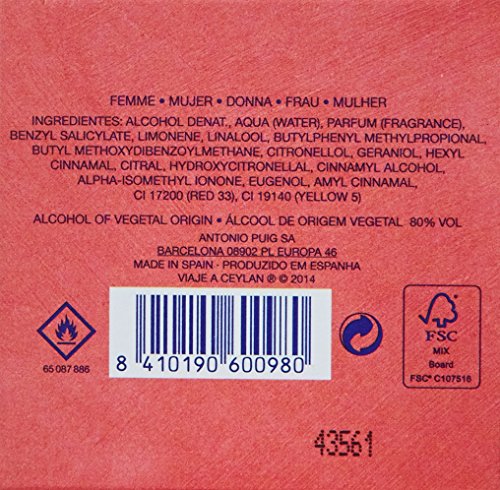 FEMME • MUJER • DONNA • FRAU • MULHER
INGREDIENTES: ALCOHOL DENAT., AQUA (WATER), PARFUM (FRAGRANCE),
BENZYL SALICYLATE, LIMONENE, LINALOOL, BUTYLPHENYL METHYLPROPIONAL,
BUTYL METHOXYDIBENZOYLMETHANE, CITRONELLOL, GERANIOL, HEXYL
CINNAMAL, CITRAL, HYDROXYCITRONELLAL, CINNAMYL ALCOHOL,
ALPHA-ISOMETHYL IONONE, EUGENOL, AMYL CINNAMAL,
CI 17200 (RED 33), CI 19140 (YELLOW 5)
ALCOHOL OF VEGETAL ORIGIN • ÁLCOOL DE ORIGEM VEGETAL 80% VOL
ANTONIO PUIG SA
BARCELONA 08902 PL EUROPA 46
MADE IN SPAIN - PRODUZIDO EM ESPANHA
VIAJE A CEYLAN ® © 2014
65 087 886
8 410190 600980
FSC
MIX
Board
FSC® C107516
43561